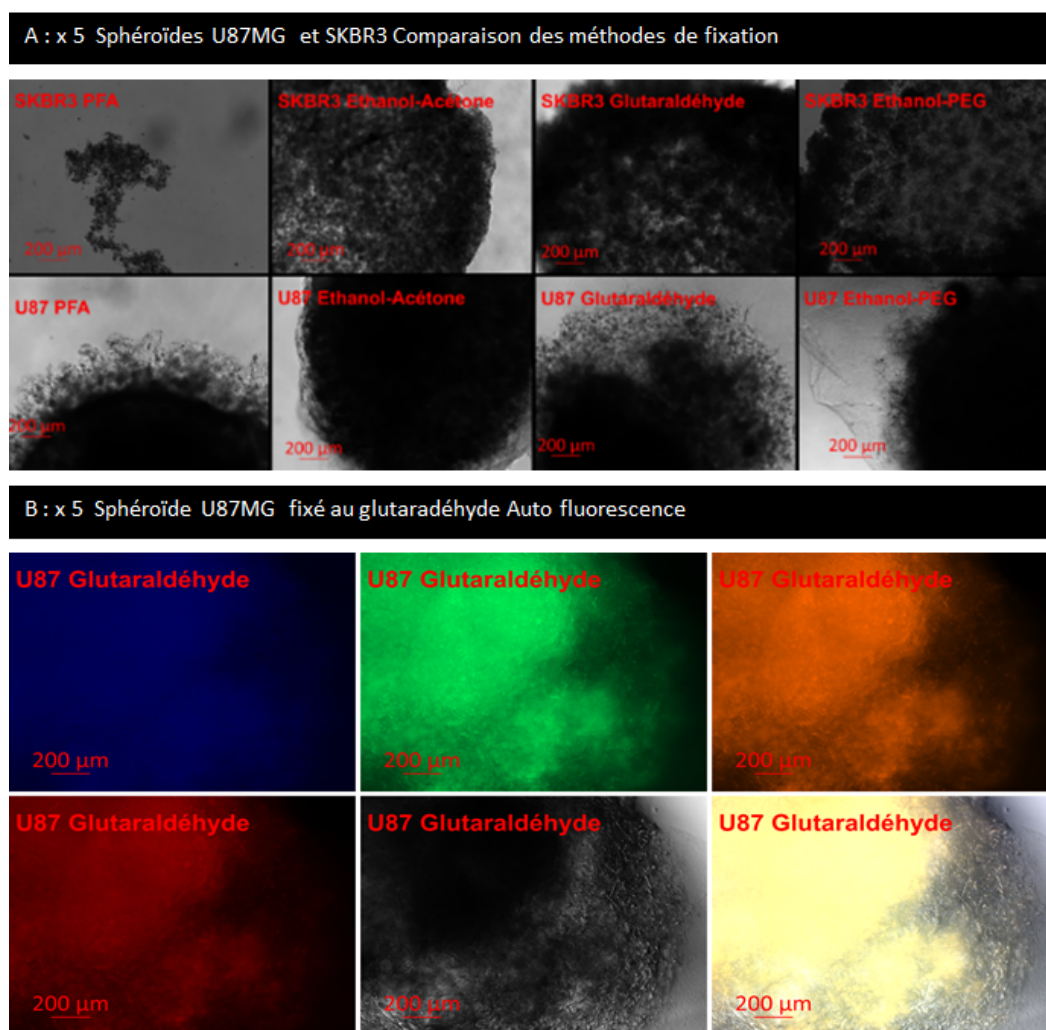 A : x 5 Sphéroïdes U87MG et SKBR3 Comparaison des méthodes de fixation
SKBR3 PFA
SKBR3 Ethanol-Acétone
SKBR3 Glutaraldéhyde
SKBR3 Ethanol-PEG
200 µm
200 µm
200 µm
200 µm
U87 PFA
U87 Ethanol-Acétone
U87 Glutaraldéhyde
U87 Ethanol-PEG
200 µm
200 µm
200 µm
200 µm
B : x 5 Sphéroïde U87MG fixé au glutaradéhyde Auto fluorescence
U87 Glutaraldéhyde
U87 Glutaraldéhyde
U87 Glutaraldéhyde
200 µm
200 µm
200 µm
U87 Glutaraldéhyde
U87 Glutaraldéhyde
U87 Glutaraldéhyde
200 µm
200 µm
200 µm